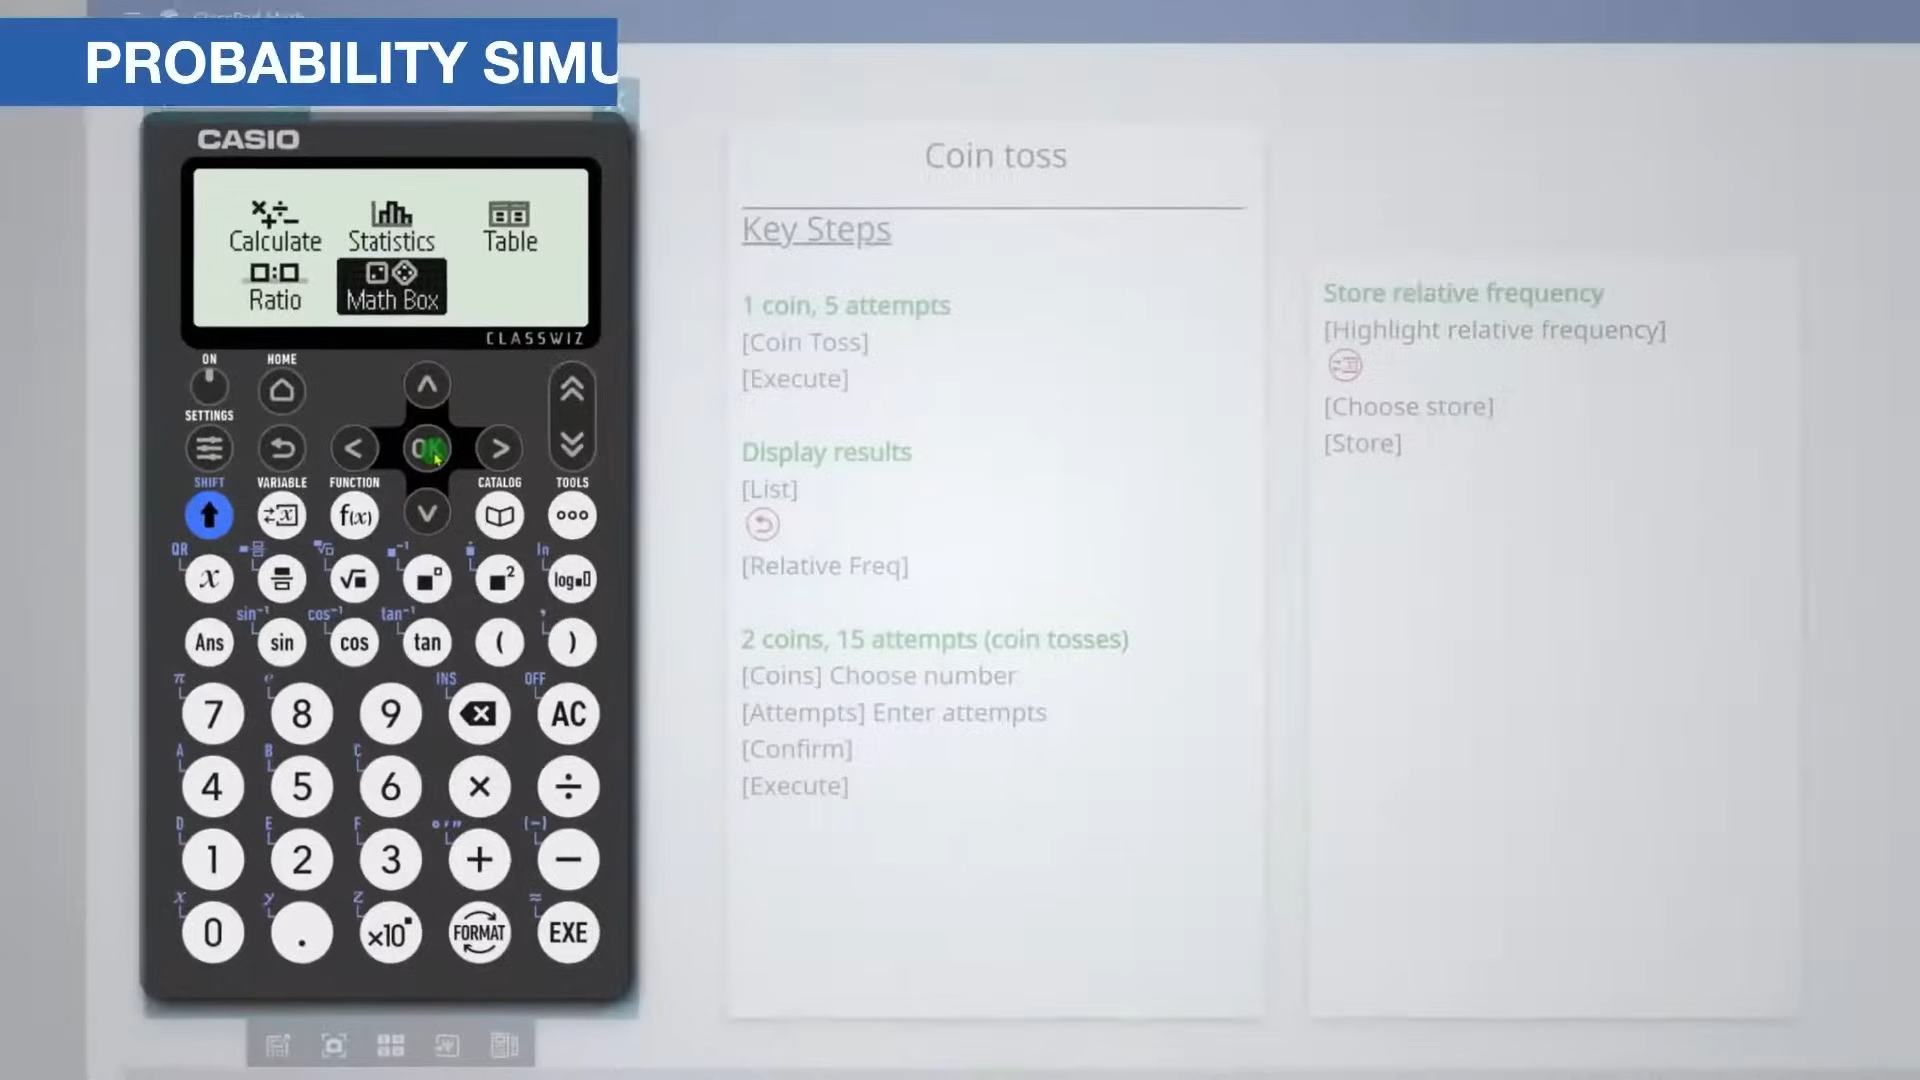 ClassPad Math
PROBABILITY SIMU
CASIO
Calculate Statistics Table
Ratio Math Box
CLASSWIZ
ON HOME
SETTINGS
OK
SHIFT VARIABLE FUNCTION CATALOG TOOLS
x f(x)
QR ln
x log
sin⁻¹ cos⁻¹ tan⁻¹ ,
Ans sin cos tan ( )
π e INS OFF
7 8 9 AC
A B C
4 5 6 × ÷
D E F ° ′ ″ (−)
1 2 3 + −
x y z ≈
0 . ×10 FORMAT EXE
Coin toss
Key Steps
1 coin, 5 attempts
[Coin Toss]
[Execute]
Display results
[List]
[Relative Freq]
2 coins, 15 attempts (coin tosses)
[Coins] Choose number
[Attempts] Enter attempts
[Confirm]
[Execute]
Store relative frequency
[Highlight relative frequency]
[Choose store]
[Store]